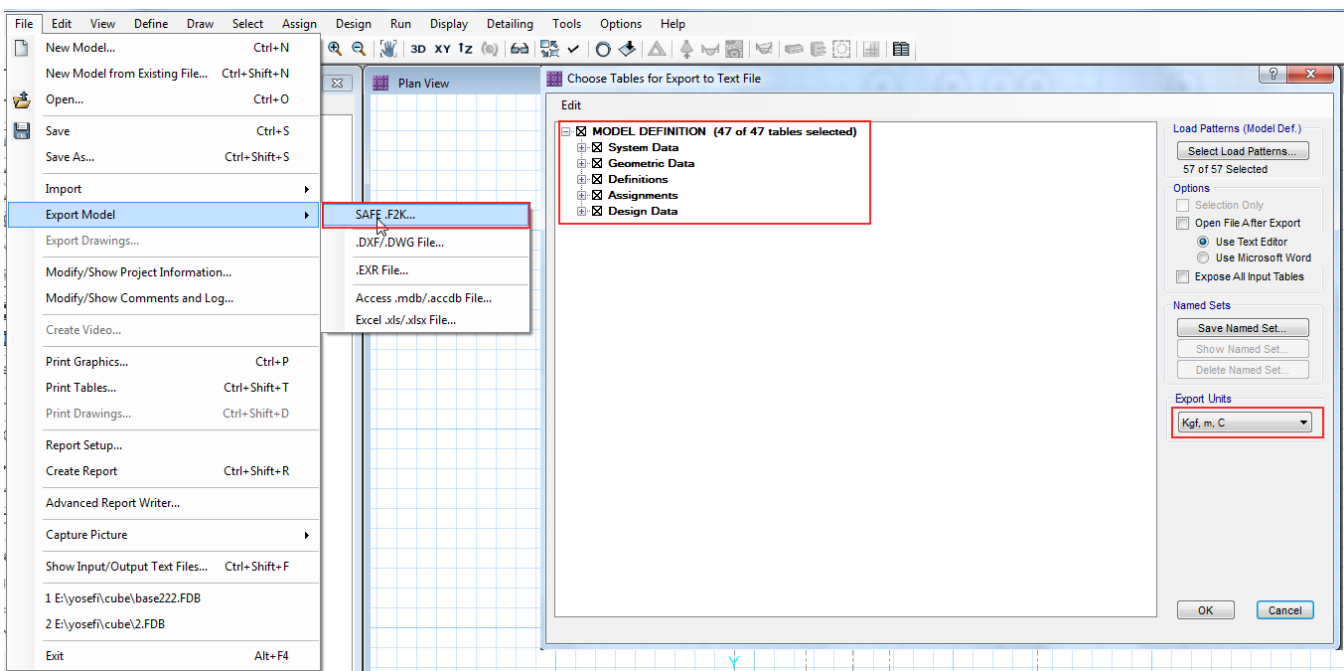 File Edit View Define Draw Select Assign Design Run Display Detailing Tools Options Help
3D XY
New Model... Ctrl+N
New Model from Existing File... Ctrl+Shift+N
Open... Ctrl+O
Save Ctrl+S
Save As... Ctrl+Shift+S
Import
Export Model
Export Drawings...
Modify/Show Project Information...
Modify/Show Comments and Log...
Create Video...
Print Graphics... Ctrl+P
Print Tables... Ctrl+Shift+T
Print Drawings... Ctrl+Shift+D
Report Setup...
Create Report Ctrl+Shift+R
Advanced Report Writer...
Capture Picture
Show Input/Output Text Files... Ctrl+Shift+F
1 E:\yosefi\cube\base222.FDB
2 E:\yosefi\cube\2.FDB
Exit Alt+F4
SAFE .F2K...
.DXF/.DWG File...
.EXR File...
Access .mdb/.accdb File...
Excel .xls/.xlsx File...
Plan View
Y
Choose Tables for Export to Text File
Edit
MODEL DEFINITION (47 of 47 tables selected)
System Data
Geometric Data
Definitions
Assignments
Design Data
Load Patterns (Model Def.)
Select Load Patterns...
57 of 57 Selected
Options
Selection Only
Open File After Export
Use Text Editor
Use Microsoft Word
Expose All Input Tables
Named Sets
Save Named Set...
Show Named Set...
Delete Named Set...
Export Units
Kgf, m, C
OK Cancel